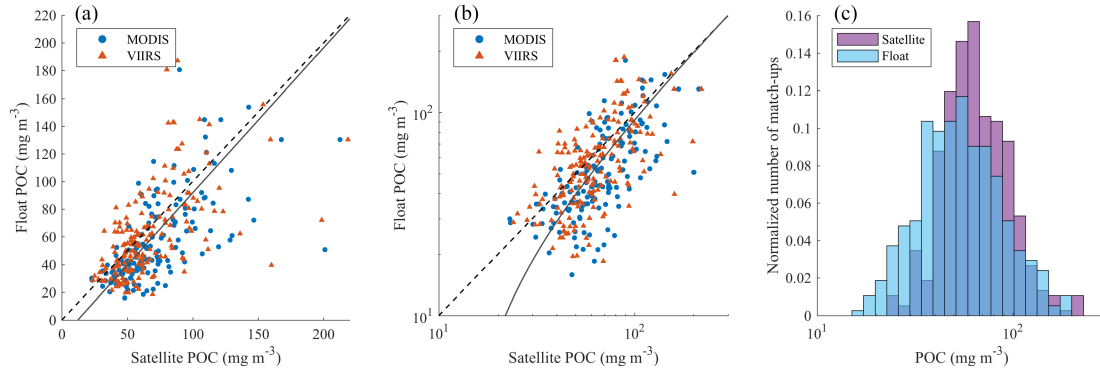 (a)
MODIS
VIIRS
220
200
180
160
140
120
100
80
60
40
20
0
Float POC (mg m⁻³)
0
50
100
150
200
Satellite POC (mg m⁻³)
(b)
MODIS
VIIRS
10²
10¹
Float POC (mg m⁻³)
10¹
10²
Satellite POC (mg m⁻³)
(c)
Satellite
Float
0.16
0.14
0.12
0.1
0.08
0.06
0.04
0.02
0
Normalized number of match-ups
10¹
10²
POC (mg m⁻³)